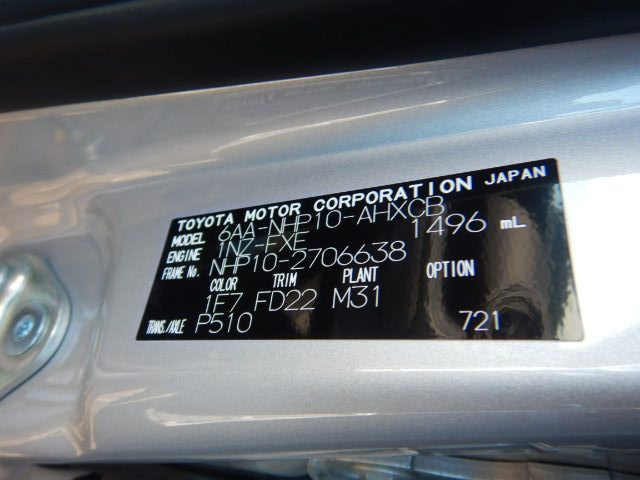 TOYOTA MOTOR CORPORATION JAPAN
MODEL 6AA-NHP10-AHXCB
ENGINE 1NZ-FXE 1496 mL
FRAME No. NHP10-2706638
COLOR TRIM PLANT OPTION
1F7 FD22 M31
TRANS./AXLE P510 721